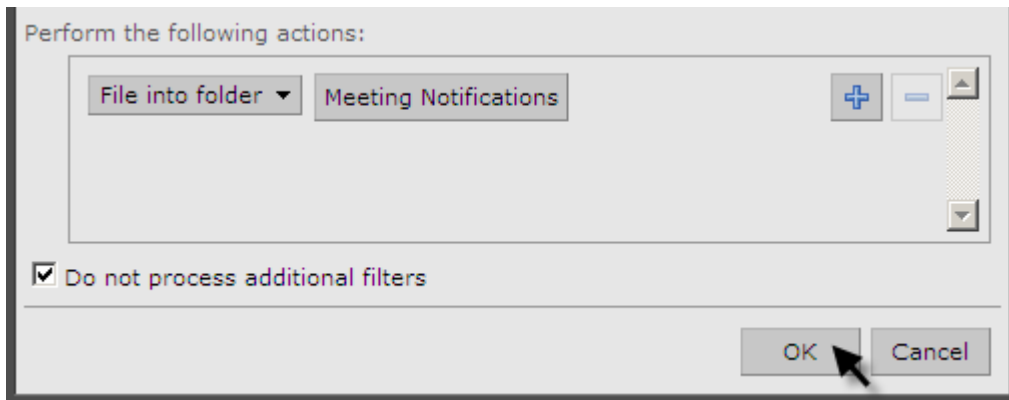 Perform the following actions:
File into folder Meeting Notifications
Do not process additional filters
OK Cancel